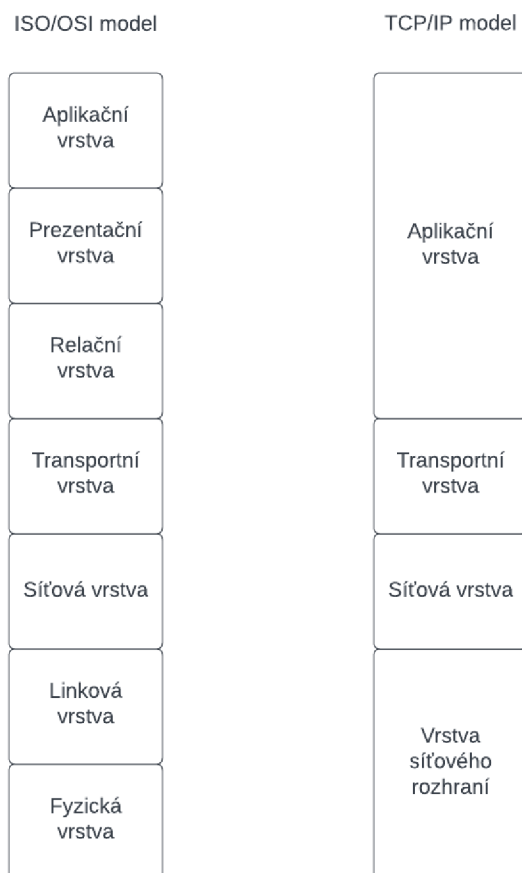 ISO/OSI model
Aplikační
vrstva
Prezentační
vrstva
Relační
vrstva
Transportní
vrstva
Síťová vrstva
Linková
vrstva
Fyzická
vrstva
TCP/IP model
Aplikační
vrstva
Transportní
vrstva
Síťová vrstva
Vrstva
síťového
rozhraní